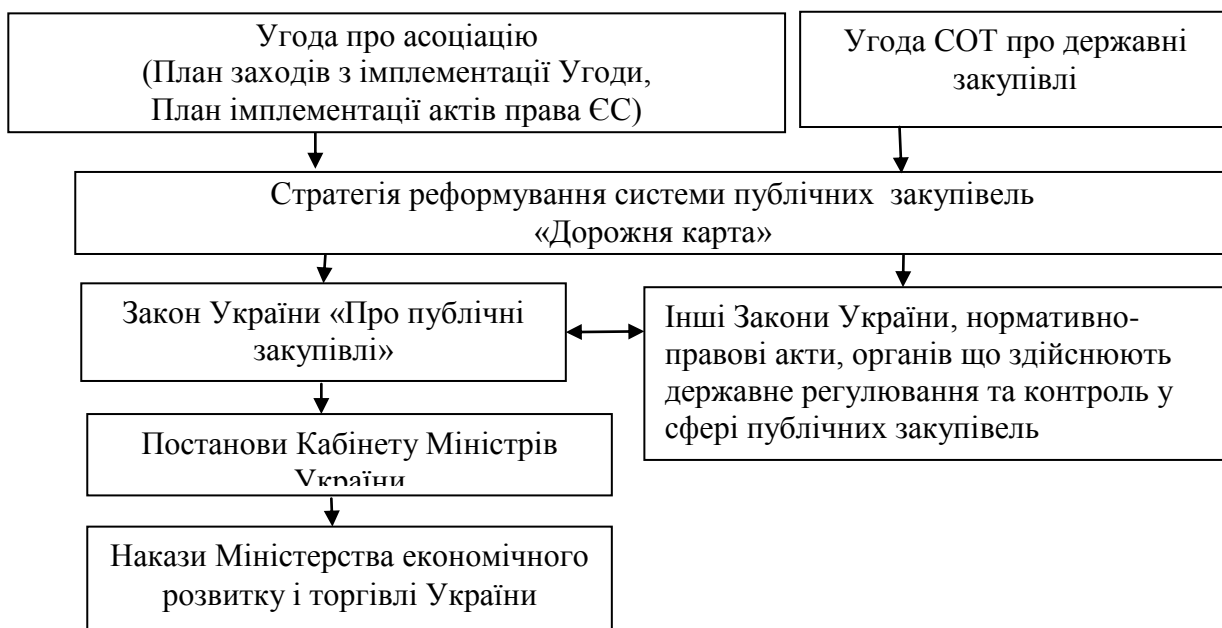 Угода про асоціацію
(План заходів з імплементації Угоди,
План імплементації актів права ЄС)
Угода СОТ про державні
закупівлі
Стратегія реформування системи публічних закупівель
«Дорожня карта»
Закон України «Про публічні
закупівлі»
Інші Закони України, нормативно-
правові акти, органів що здійснюють
державне регулювання та контроль у
сфері публічних закупівель
Постанови Кабінету Міністрів
України
Накази Міністерства економічного
розвитку і торгівлі України